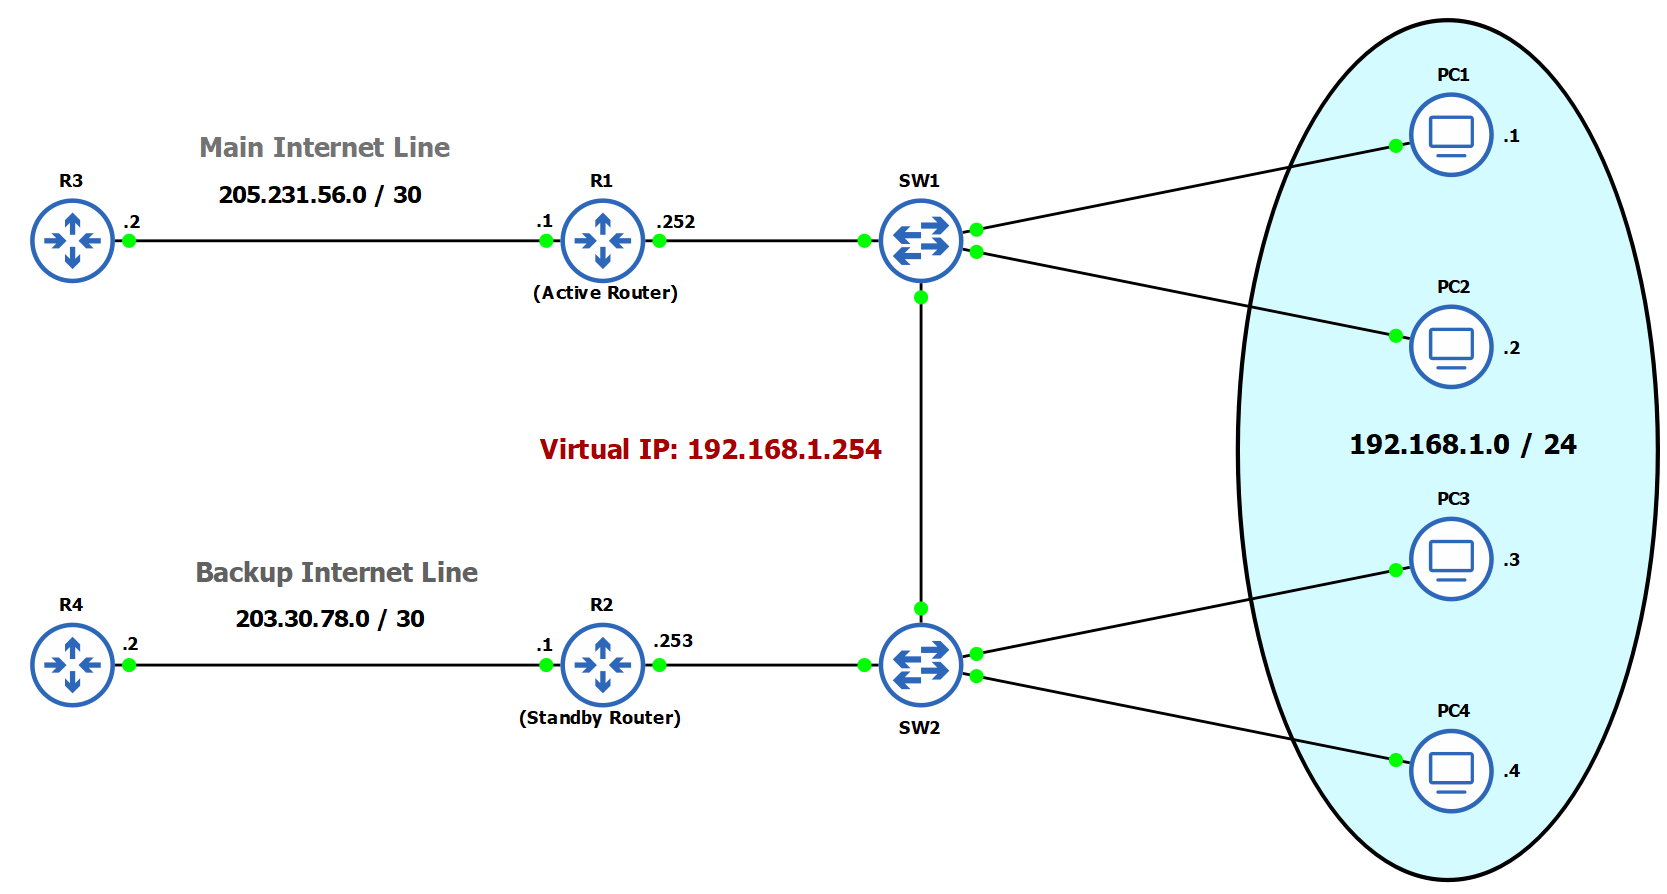 PC1
.1
Main Internet Line
205.231.56.0 / 30
R3
R1
SW1
.2
.1
.252
(Active Router)
PC2
.2
Virtual IP: 192.168.1.254
192.168.1.0 / 24
PC3
.3
Backup Internet Line
203.30.78.0 / 30
R4
R2
.2
.1
.253
(Standby Router)
SW2
PC4
.4